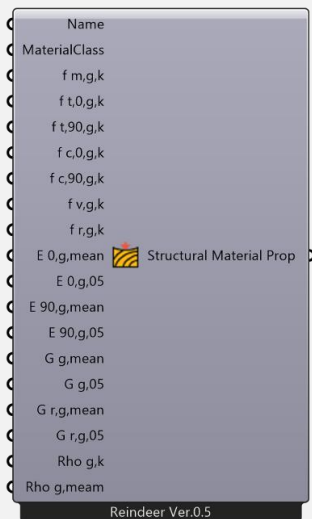 Name
MaterialClass
f m,g,k
f t,0,g,k
f t,90,g,k
f c,0,g,k
f c,90,g,k
f v,g,k
f r,g,k
E 0,g,mean
Structural Material Prop
E 0,g,05
E 90,g,mean
E 90,g,05
G g,mean
G g,05
G r,g,mean
G r,g,05
Rho g,k
Rho g,meam
Reindeer Ver.0.5